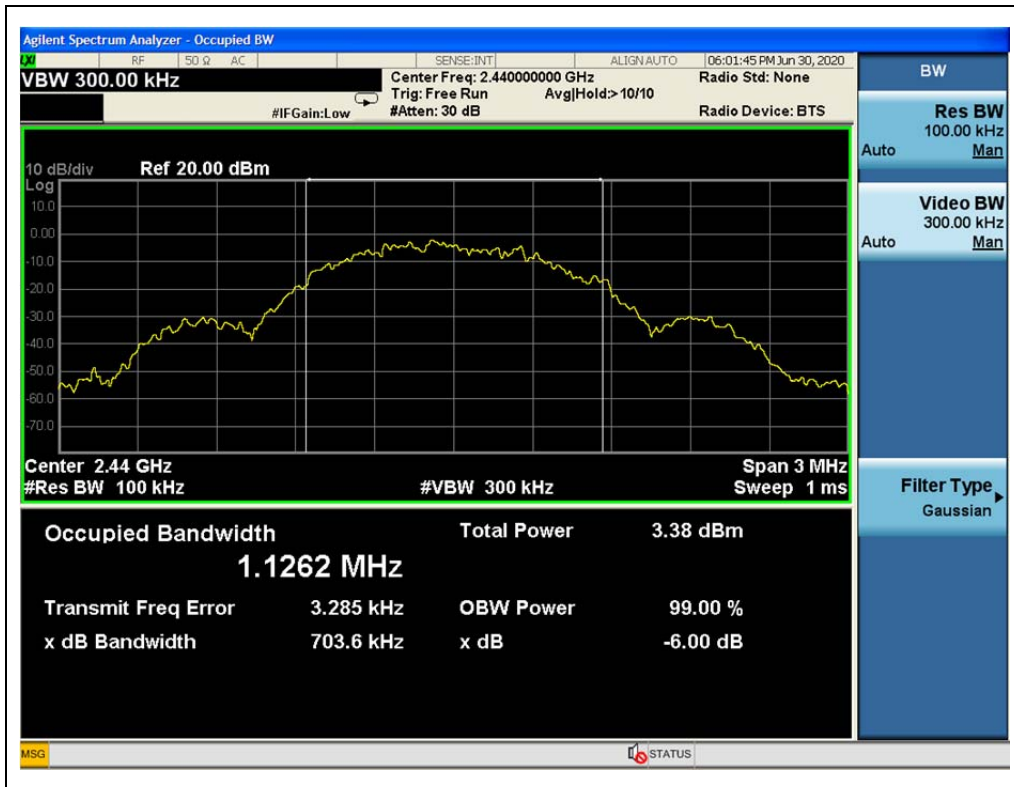 Agilent Spectrum Analyzer - Occupied BW
LXI RF 50 Ω AC SENSE:INT ALIGN AUTO 06:01:45 PM Jun 30, 2020
VBW 300.00 kHz Center Freq: 2.440000000 GHz Radio Std: None
Trig: Free Run Avg|Hold:> 10/10
#IFGain:Low #Atten: 30 dB Radio Device: BTS
10 dB/div Ref 20.00 dBm
Log
10.0
0.00
-10.0
-20.0
-30.0
-40.0
-50.0
-60.0
-70.0
Center 2.44 GHz Span 3 MHz
#Res BW 100 kHz #VBW 300 kHz Sweep 1 ms
Occupied Bandwidth Total Power 3.38 dBm
1.1262 MHz
Transmit Freq Error 3.285 kHz OBW Power 99.00 %
x dB Bandwidth 703.6 kHz x dB -6.00 dB
BW
Res BW
100.00 kHz
Auto Man
Video BW
300.00 kHz
Auto Man
Filter Type
Gaussian
MSG STATUS